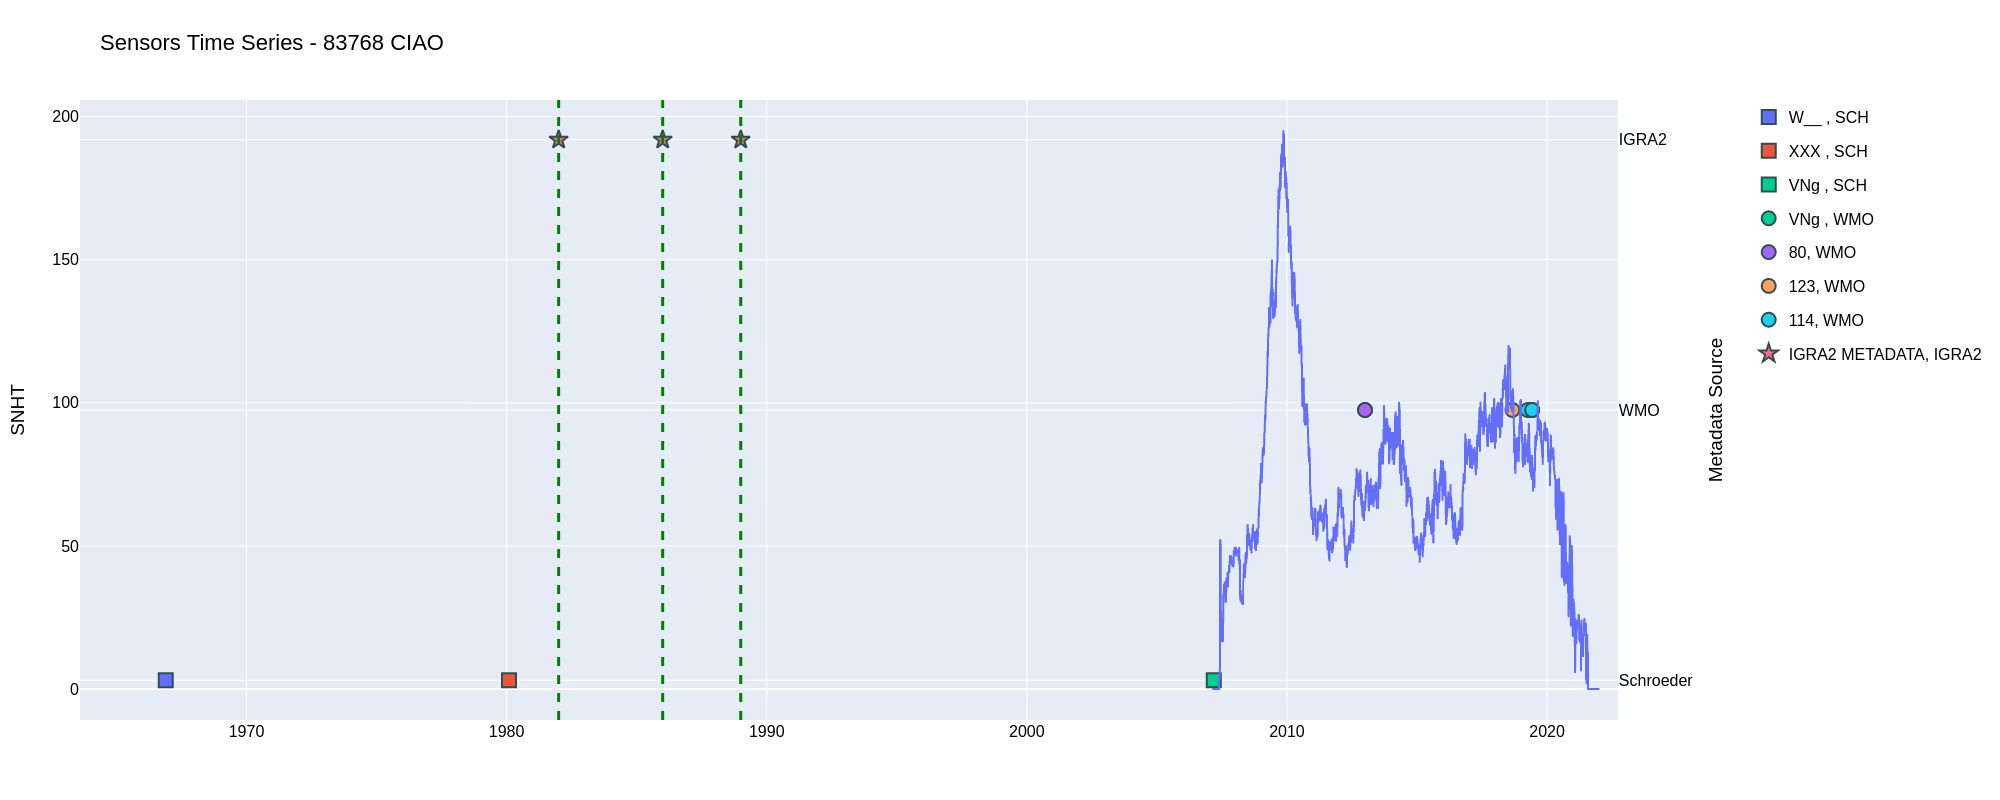 Sensors Time Series - 83768 CIAO
SNHT
200
150
100
50
0
1970
1980
1990
2000
2010
2020
IGRA2
WMO
Schroeder
Metadata Source
W__ , SCH
XXX , SCH
VNg , SCH
VNg , WMO
80, WMO
123, WMO
114, WMO
IGRA2 METADATA, IGRA2